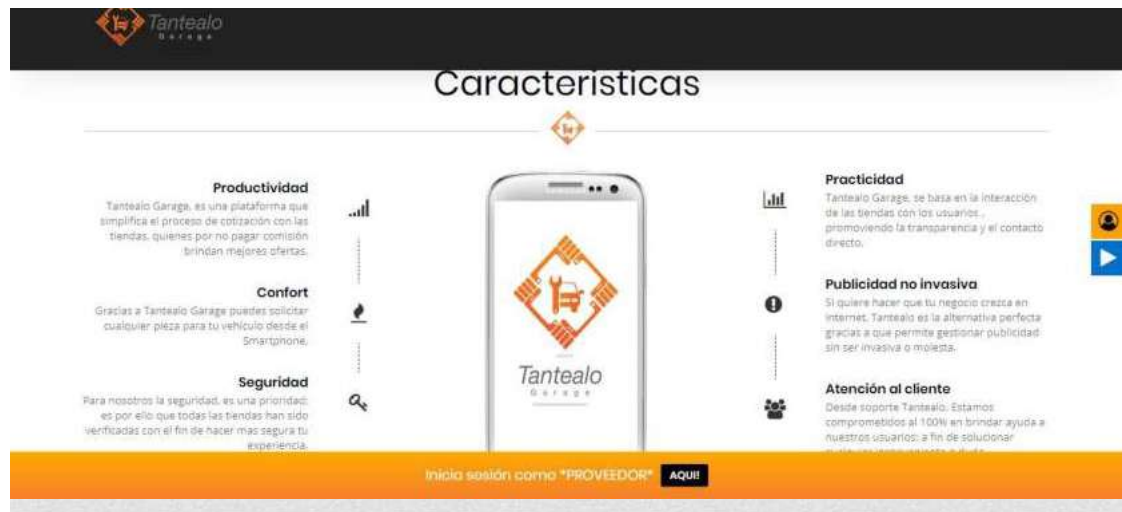 Tantealo
Garage
Características
Productividad
Tantealo Garage, es una plataforma que
simplifica el proceso de cotización con las
tiendas, quienes por no pagar comisión
brindan mejores ofertas.
Confort
Gracias a Tantealo Garage puedes solicitar
cualquier pieza para tu vehículo desde el
Smartphone.
Seguridad
Para nosotros la seguridad, es una prioridad;
es por ello que todas las tiendas han sido
verificadas con el fin de hacer mas segura tu
experiencia.
Tantealo
Garage
Practicidad
Tantealo Garage, se basa en la interacción
de las tiendas con los usuarios ,
promoviendo la transparencia y el contacto
directo.
Publicidad no invasiva
Si quiere hacer que tu negocio crezca en
internet. Tantealo es la alternativa perfecta
gracias a que permite gestionar publicidad
sin ser invasiva o molesta.
Atención al cliente
Desde soporte Tantealo. Estamos
comprometidos al 100% en brindar ayuda a
nuestros usuarios; a fin de solucionar
Inicia sesión como "PROVEEDOR" AQUI!